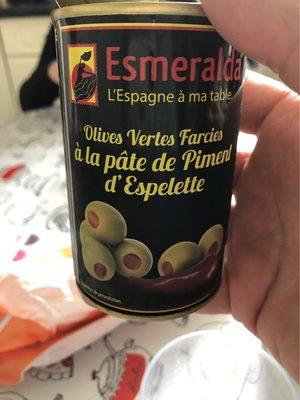 Esmeralda
L'Espagne à ma table
Olives Vertes Farcies
à la pâte de Piment
d'Espelette